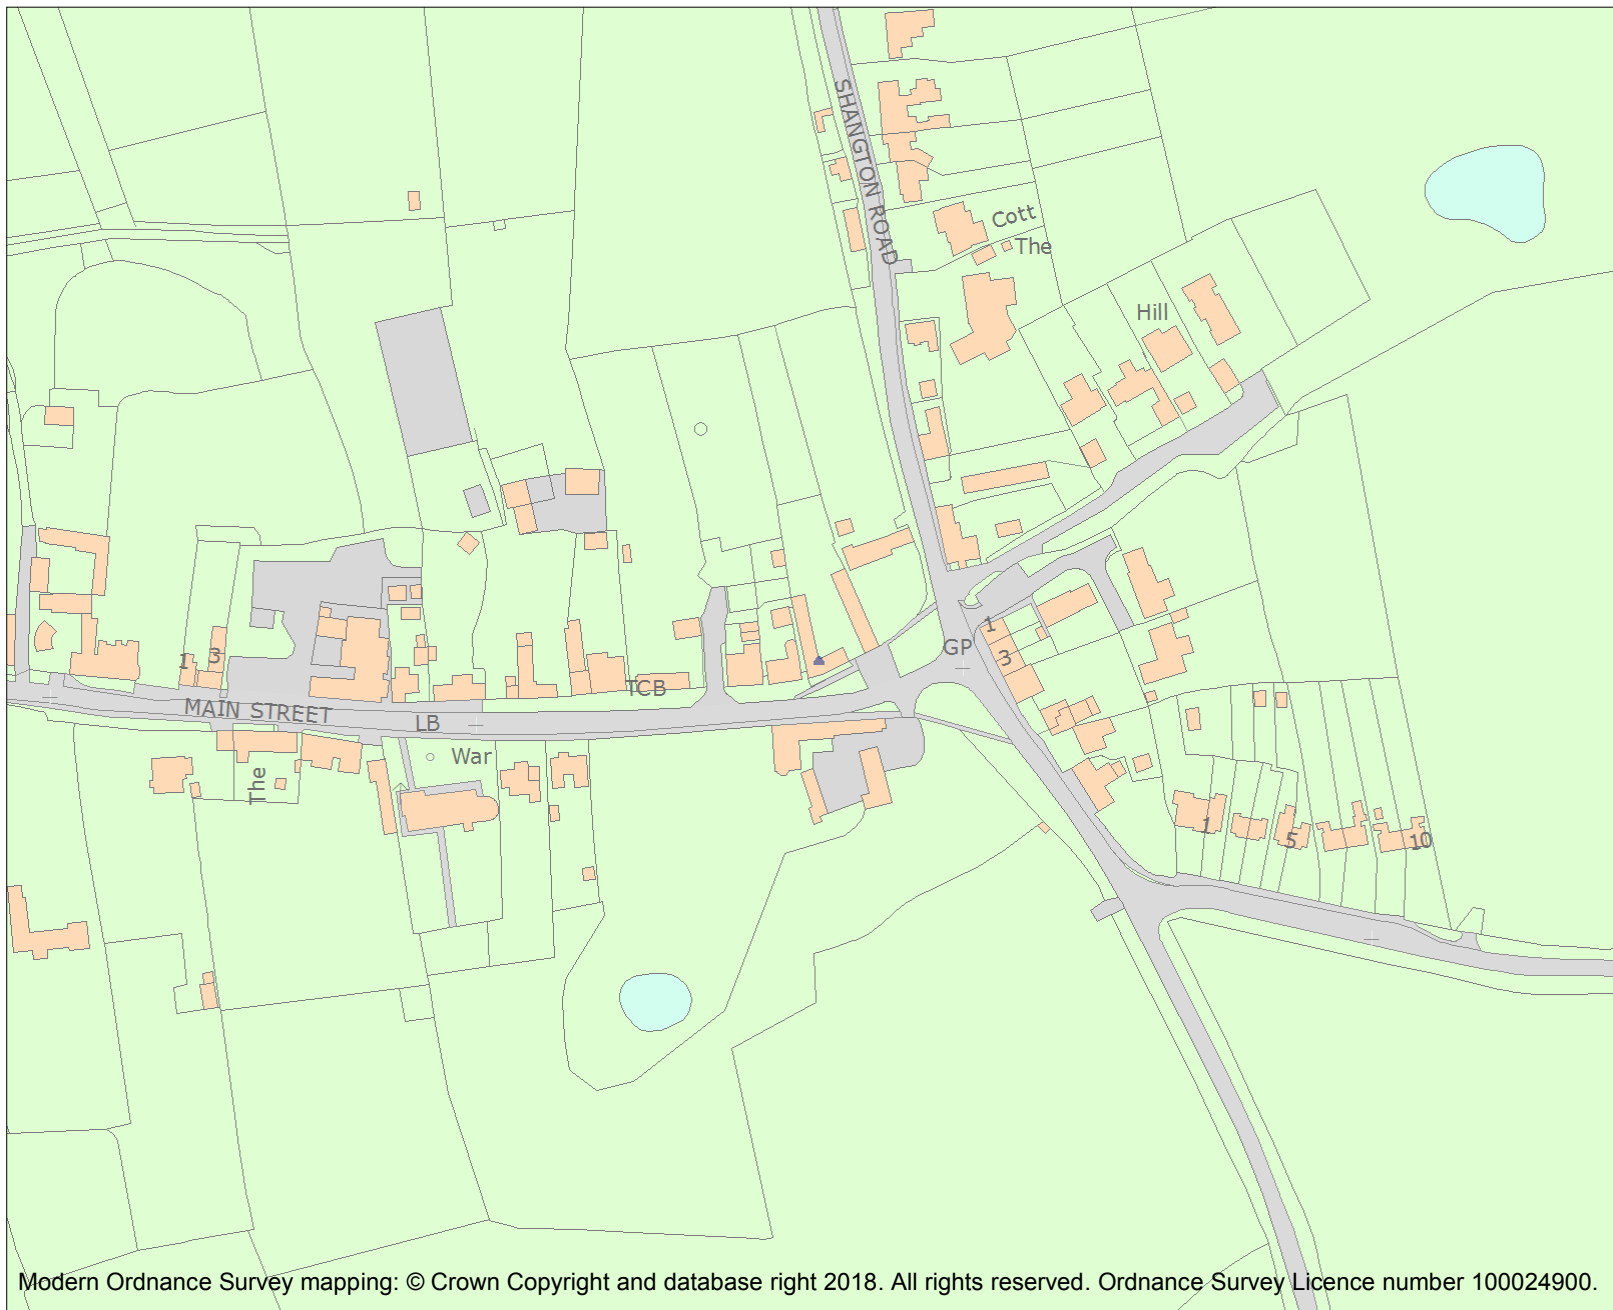 SHANGTON ROAD
Cott
The
Hill
1
3
GP
1
3
TCB
MAIN STREET
LB
War
The
1
5
10
Modern Ordnance Survey mapping: © Crown Copyright and database right 2018. All rights reserved. Ordnance Survey Licence number 100024900.